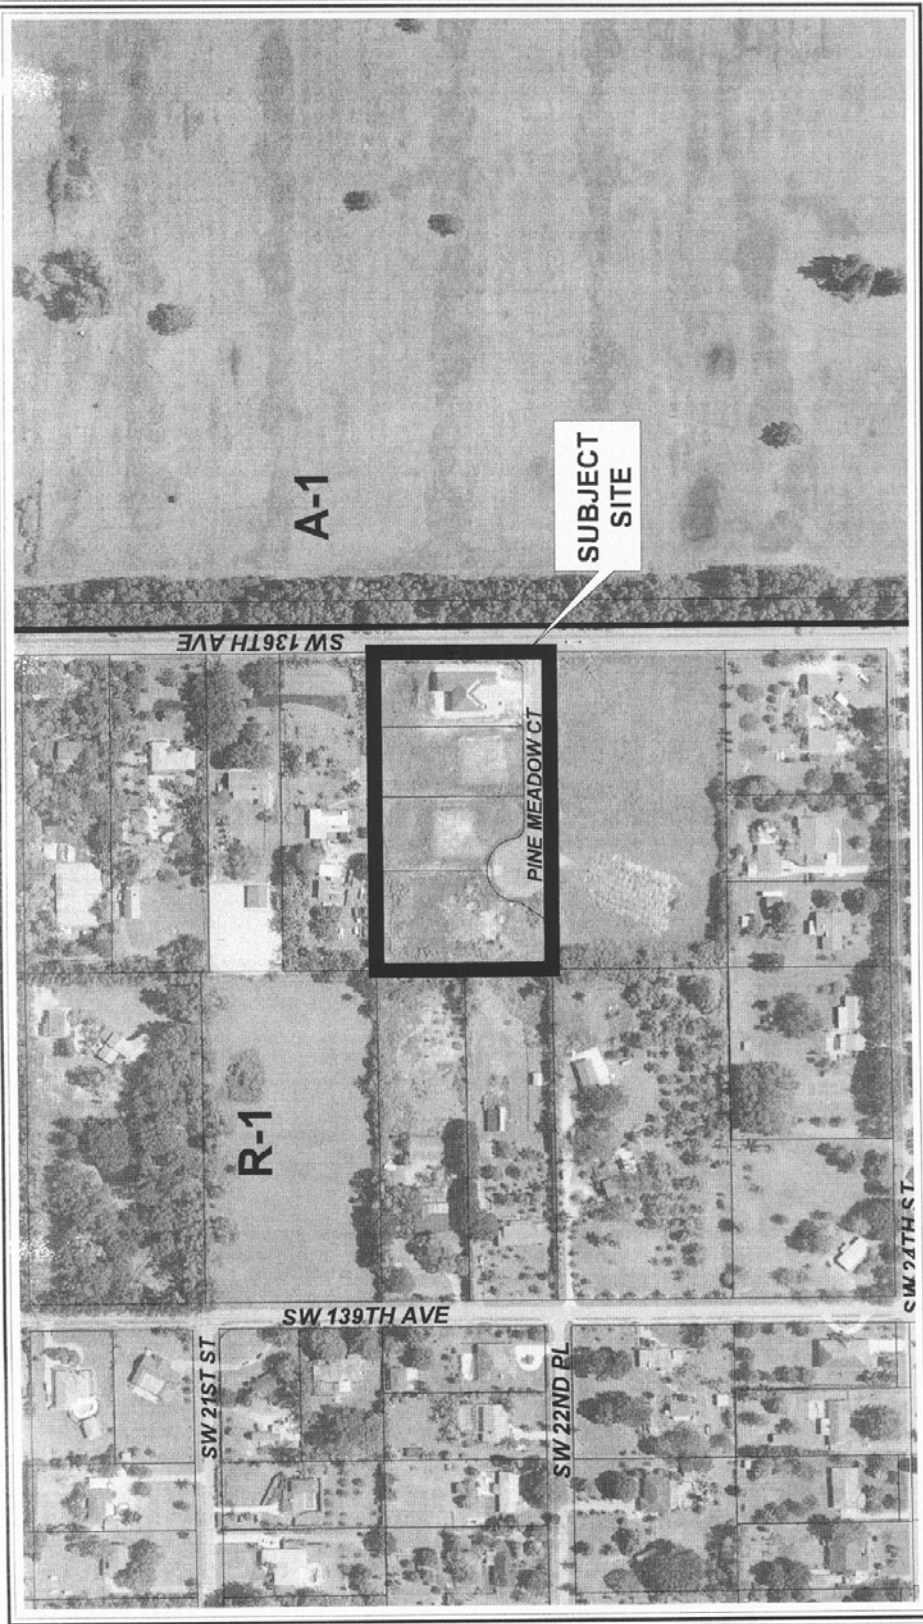 A-1
SUBJECT
SITE
SW 136TH AVE
PINE MEADOW CT
R-1
SW 139TH AVE
SW 21ST ST
SW 22ND PL
SW 24TH ST